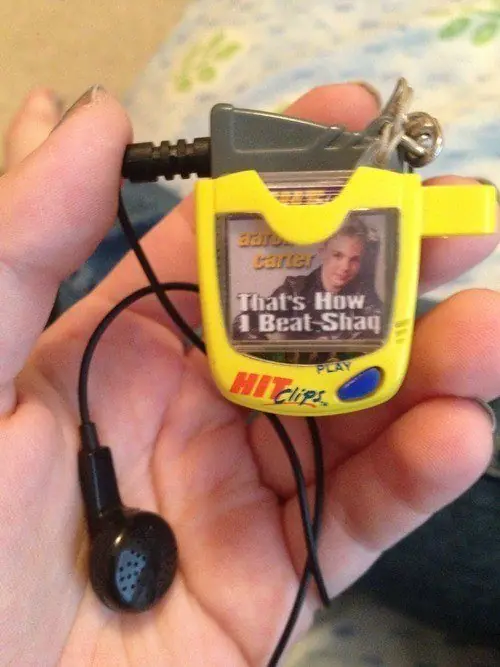 aaron
carter
That's How
I Beat Shaq
PLAY
HIT
Clips